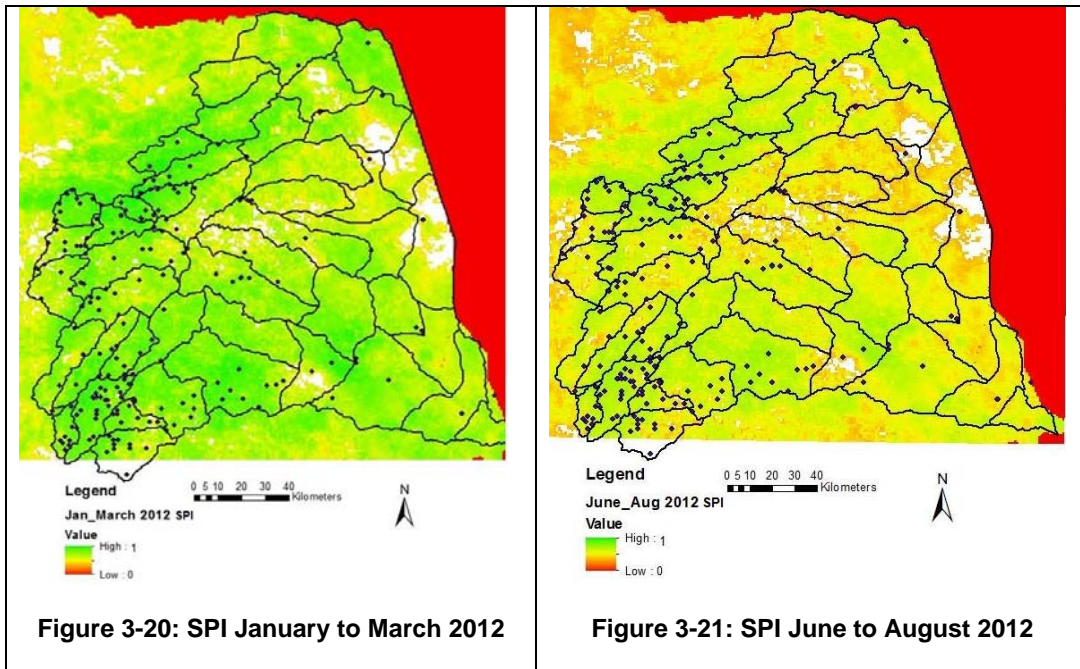 0 5 10 20 30 40
Kilometers
N
Legend
Jan_March 2012 SPI
Value
High : 1
Low : 0
Figure 3-20: SPI January to March 2012
0 5 10 20 30 40
Kilometers
N
Legend
June_Aug 2012 SPI
Value
High : 1
Low : 0
Figure 3-21: SPI June to August 2012